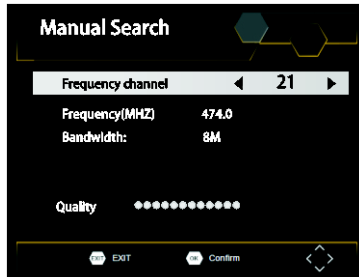 Manual Search
Frequency channel 21
Frequency(MHZ) 474.0
Bandwidth: 8M
Quality
EXIT EXIT OK Confirm